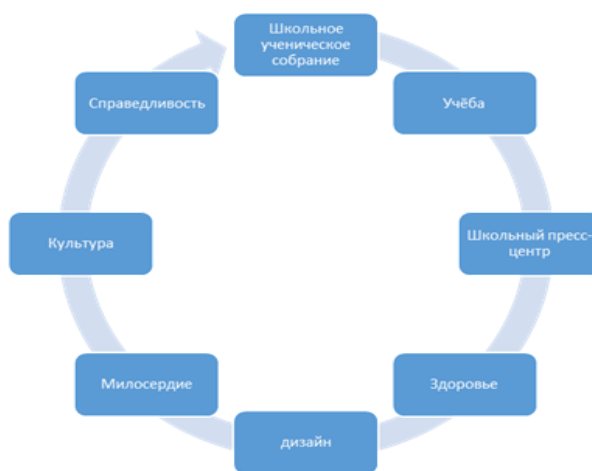 Школьное
ученическое
собрание
Учёба
Школьный пресс-
центр
Здоровье
дизайн
Милосердие
Культура
Справедливость